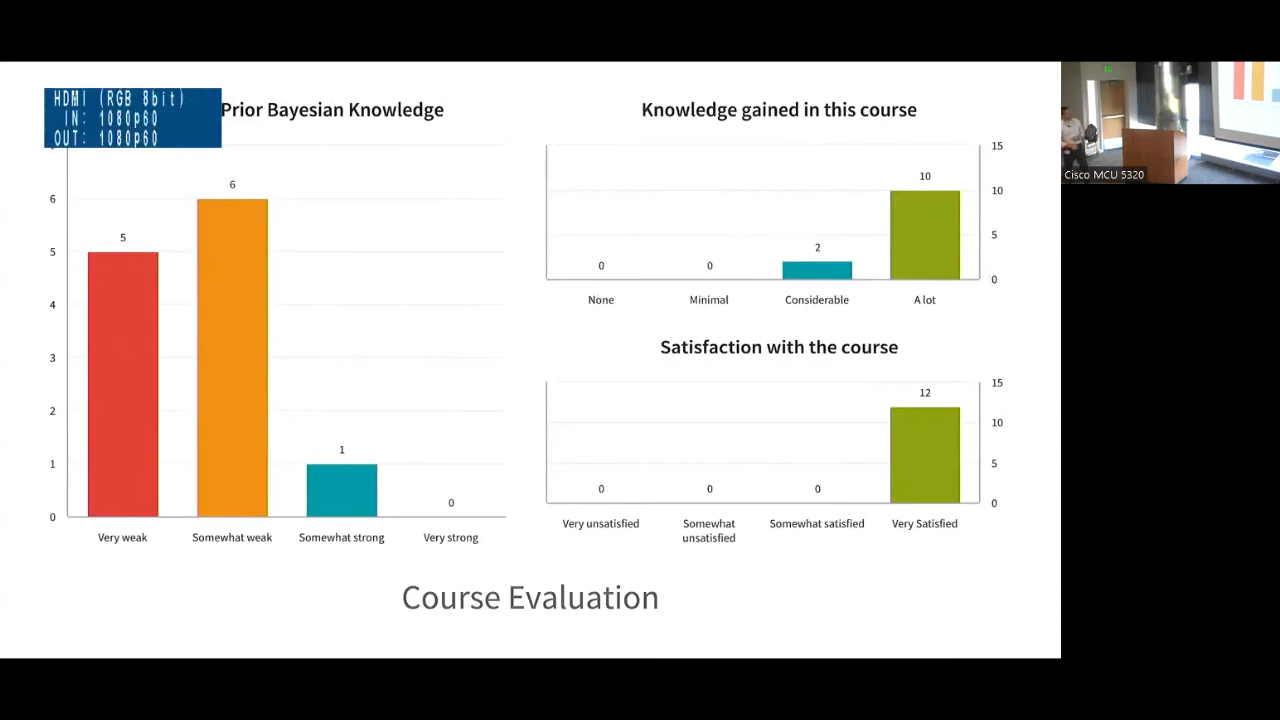 HDMI (RGB 8bit)
IN: 1080p60
OUT: 1080p60
Prior Bayesian Knowledge
6
5
4
3
2
1
0
5
6
1
0
Very weak
Somewhat weak
Somewhat strong
Very strong
Knowledge gained in this course
15
10
5
0
0
0
2
10
None
Minimal
Considerable
A lot
Satisfaction with the course
15
10
5
0
0
0
0
12
Very unsatisfied
Somewhat
unsatisfied
Somewhat satisfied
Very Satisfied
Course Evaluation
Cisco MCU 5320